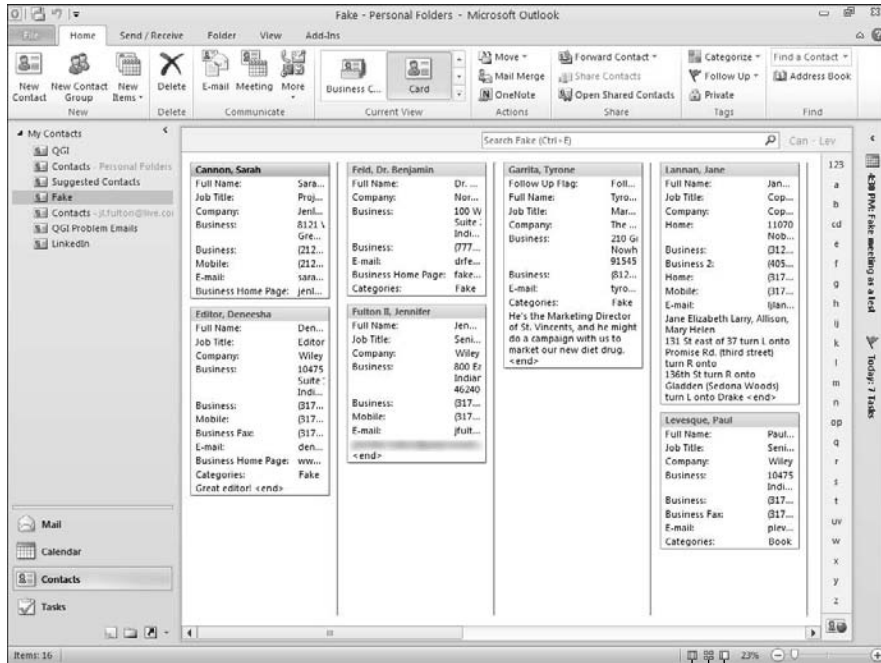 Fake - Personal Folders - Microsoft Outlook
File Home Send / Receive Folder View Add-Ins
New Contact
New Contact Group
New Items
Delete
E-mail Meeting More
Business C...
Card
Move
Mail Merge
OneNote
Forward Contact
Share Contacts
Open Shared Contacts
Categorize
Follow Up
Private
Find a Contact
Address Book
New Delete Communicate Current View Actions Share Tags Find
My Contacts
QGI
Contacts - Personal Folders
Suggested Contacts
Fake
Contacts - jl.fulton@live.co
QGI Problem Emails
LinkedIn
Mail
Calendar
Contacts
Tasks
Search Fake (Ctrl+E)
Can - Lev
Cannon, Sarah
Full Name: Sara...
Job Title: Proj...
Company: Jenl...
Business: 8121
Gre...
Business: (212...
Mobile: (212...
E-mail: sara...
Business Home Page: jenl...
Editor, Deneesha
Full Name: Den...
Job Title: Editor
Company: Wiley
Business: 10475
Suite
Indi...
Business: (317...
Mobile: (317...
Business Fax: (317...
E-mail: den...
Business Home Page: ww...
Categories: Fake
Great editor! <end>
Feid, Dr. Benjamin
Full Name: Dr. ...
Company: Nor...
Business: 100 W
Suite
Indi...
Business: (777...
E-mail: drfe...
Business Home Page: fake...
Categories: Fake
Fulton II, Jennifer
Full Name: Jen...
Job Title: Seni...
Company: Wiley
Business: 800 Ea
Indian
46240
Business: (317...
Mobile: (317...
E-mail: jfult...
<end>
Garrita, Tyrone
Follow Up Flag: Foll...
Full Name: Tyro...
Job Title: Mar...
Company: The ...
Business: 210 Gi
Nowh
91545
Business: (812...
E-mail: tyro...
Categories: Fake
He's the Marketing Director
of St. Vincents, and he might
do a campaign with us to
market our new diet drug.
<end>
Lannan, Jane
Full Name: Jan...
Job Title: Cop...
Company: Cop...
Home: 11070
Nob...
Business: (312...
Business 2: (405...
Home: (317...
Mobile: (317...
E-mail: ljlan...
Jane Elizabeth Larry, Allison,
Mary Helen
131 St east of 37 turn L onto
Promise Rd. (third street)
turn R onto
136th St turn R onto
Gladden (Sedona Woods)
turn L onto Drake <end>
Levesque, Paul
Full Name: Paul...
Job Title: Seni...
Company: Wiley
Business: 10475
Indi...
Business: (317...
Business Fax: (317...
E-mail: plev...
Categories: Book
123
a
b
cd
e
f
g
h
ij
k
l
m
n
op
q
r
s
t
uv
w
x
y
z
4:30 PM: Fake meeting as a test
Today: 7 Tasks
Items: 16
23%